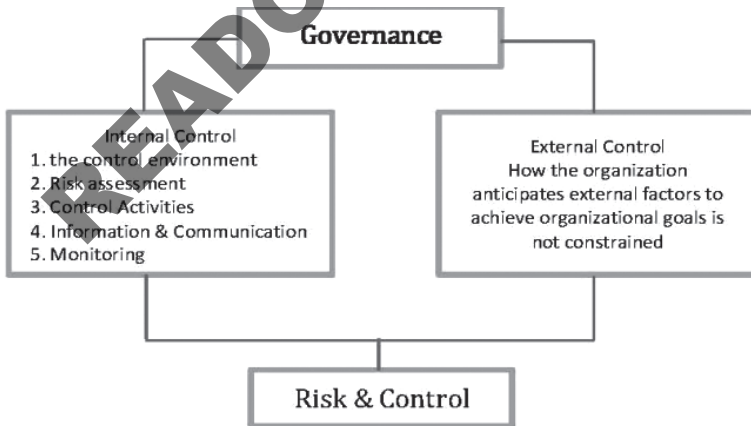 Governance
Internal Control
1. the control environment
2. Risk assessment
3. Control Activities
4. Information & Communication
5. Monitoring
External Control
How the organization
anticipates external factors to
achieve organizational goals is
not constrained
Risk & Control